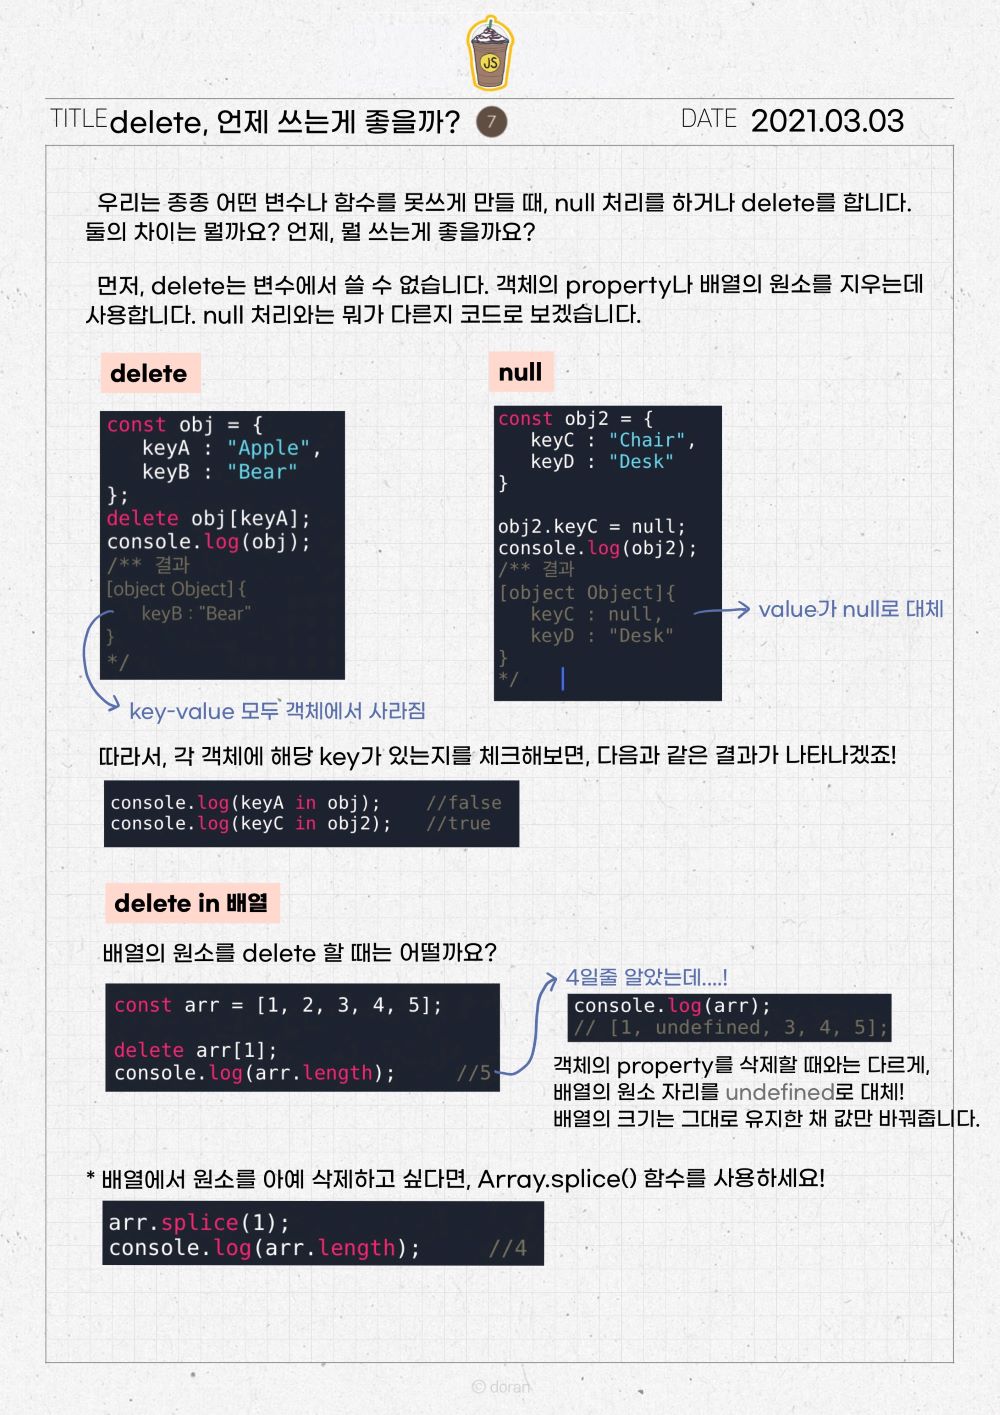 JS
TITLE delete, 언제 쓰는게 좋을까? 7 DATE 2021.03.03
우리는 종종 어떤 변수나 함수를 못쓰게 만들 때, null 처리를 하거나 delete를 합니다.
둘의 차이는 뭘까요? 언제, 뭘 쓰는게 좋을까요?
먼저, delete는 변수에서 쓸 수 없습니다. 객체의 property나 배열의 원소를 지우는데
사용합니다. null 처리와는 뭐가 다른지 코드로 보겠습니다.
delete
const obj = {
keyA : "Apple",
keyB : "Bear"
};
delete obj[keyA];
console.log(obj);
/** 결과
[object Object] {
keyB : "Bear"
}
*/
key-value 모두 객체에서 사라짐
null
const obj2 = {
keyC : "Chair",
keyD : "Desk"
}
obj2.keyC = null;
console.log(obj2);
/** 결과
[object Object]{
keyC : null,
keyD : "Desk"
}
*/
value가 null로 대체
따라서, 각 객체에 해당 key가 있는지를 체크해보면, 다음과 같은 결과가 나타나겠죠!
console.log(keyA in obj); //false
console.log(keyC in obj2); //true
delete in 배열
배열의 원소를 delete 할 때는 어떨까요?
const arr = [1, 2, 3, 4, 5];
delete arr[1];
console.log(arr.length); //5
4일줄 알았는데....!
console.log(arr);
// [1, undefined, 3, 4, 5];
객체의 property를 삭제할 때와는 다르게,
배열의 원소 자리를 undefined로 대체!
배열의 크기는 그대로 유지한 채 값만 바꿔줍니다.
* 배열에서 원소를 아예 삭제하고 싶다면, Array.splice() 함수를 사용하세요!
arr.splice(1);
console.log(arr.length); //4
© doran